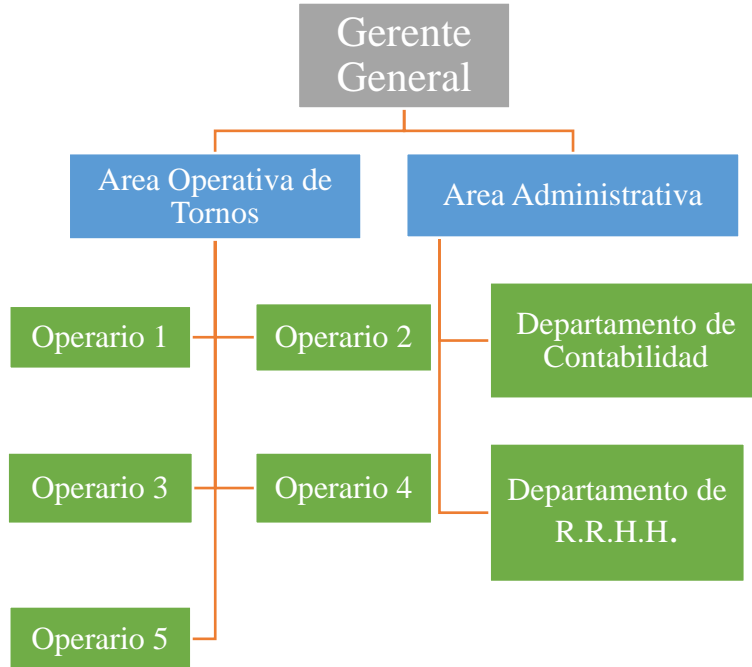 Gerente
General
Area Operativa de
Tornos
Area Administrativa
Operario 1
Operario 2
Departamento de
Contabilidad
Operario 3
Operario 4
Departamento de
R.R.H.H.
Operario 5